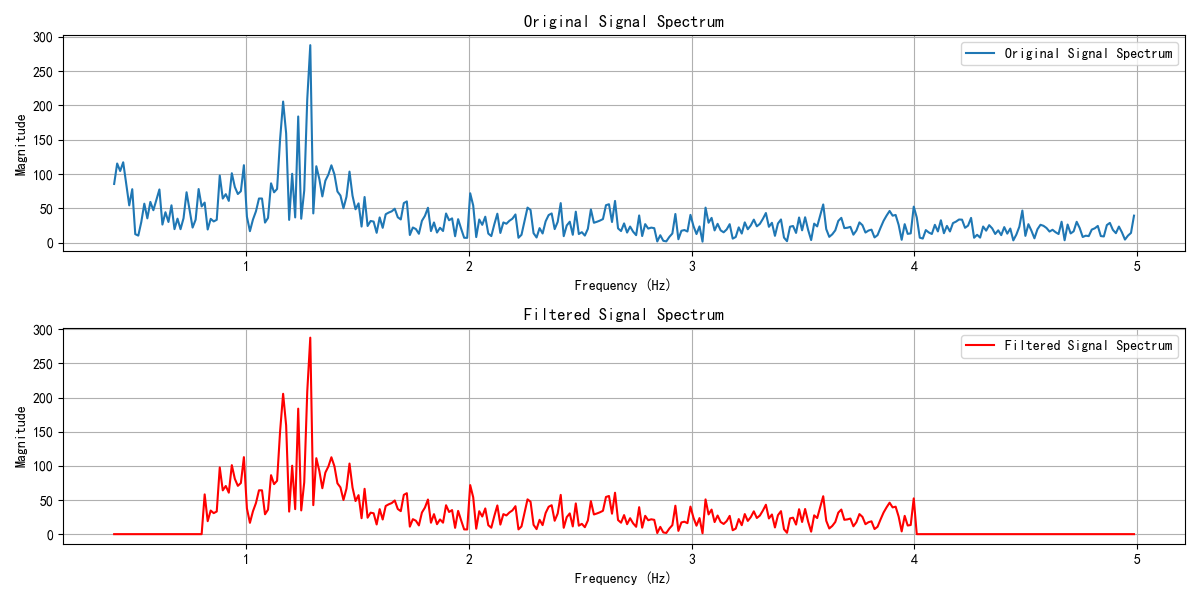 Original Signal Spectrum
300
250
200
150
100
50
0
Magnitude
Original Signal Spectrum
1 2 3 4 5
Frequency (Hz)
Filtered Signal Spectrum
300
250
200
150
100
50
0
Magnitude
Filtered Signal Spectrum
1 2 3 4 5
Frequency (Hz)